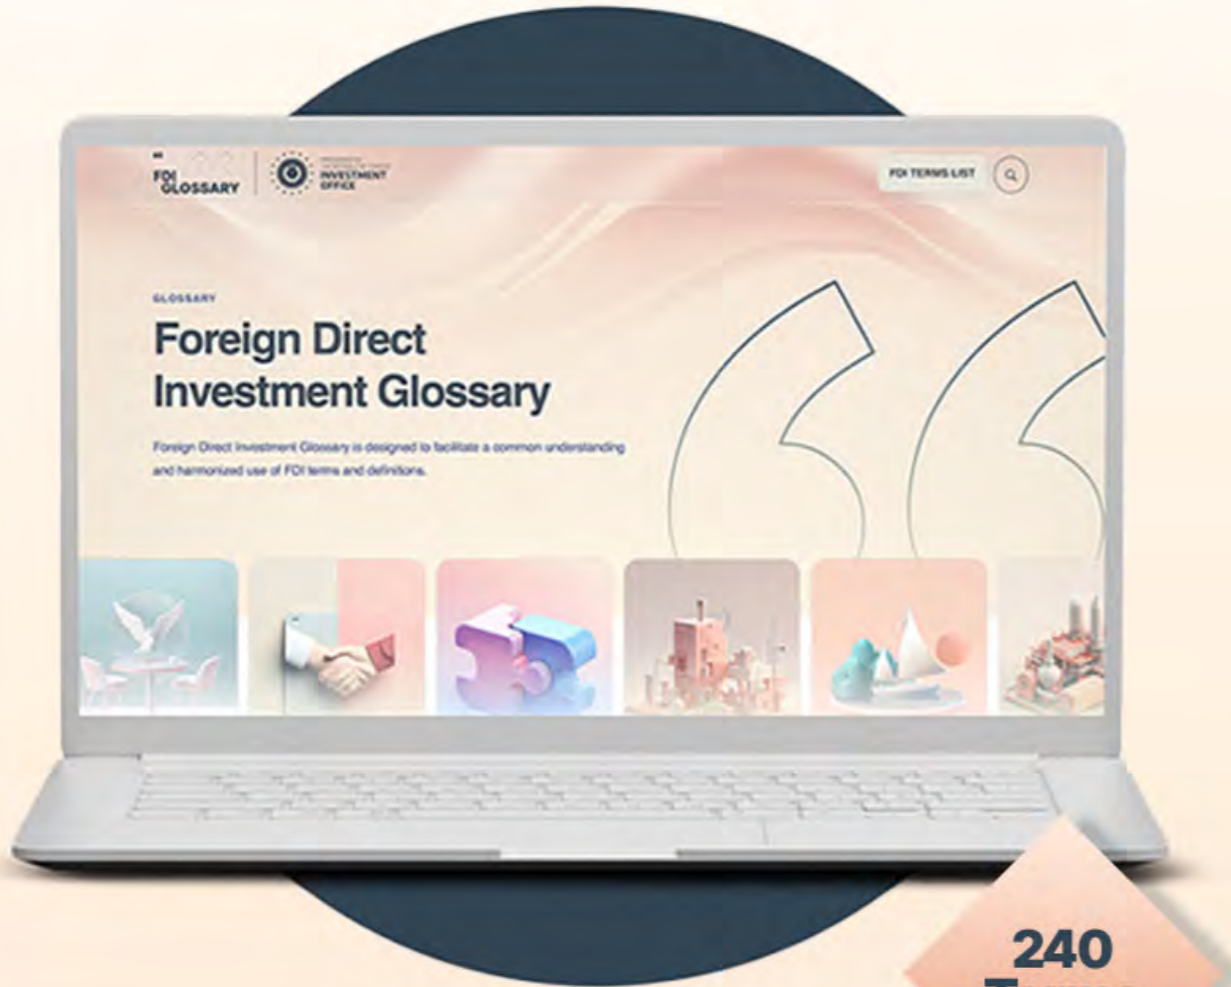 FDI
GLOSSARY
INVESTMENT
OFFICE
FDI TERMS LIST
GLOSSARY
Foreign Direct
Investment Glossary
Foreign Direct Investment Glossary is designed to facilitate a common understanding
and harmonized use of FDI terms and definitions.
240